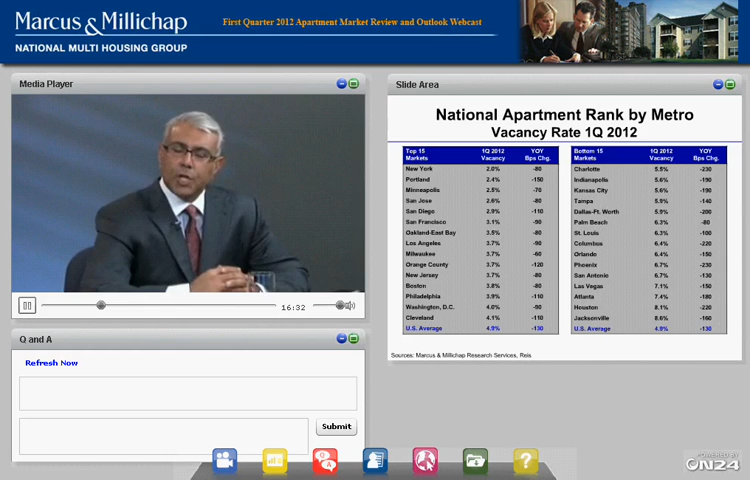 Marcus & Millichap
NATIONAL MULTI HOUSING GROUP
First Quarter 2012 Apartment Market Review and Outlook Webcast
Media Player
16:32
Q and A
Refresh Now
Submit
Slide Area
National Apartment Rank by Metro
Vacancy Rate 1Q 2012
Top 15 Markets 1Q 2012 Vacancy YOY Bps Chg.
New York 2.0% -80
Portland 2.4% -150
Minneapolis 2.5% -70
San Jose 2.6% -80
San Diego 2.9% -110
San Francisco 3.1% -90
Oakland-East Bay 3.5% -80
Los Angeles 3.7% -90
Milwaukee 3.7% -60
Orange County 3.7% -120
New Jersey 3.7% -80
Boston 3.8% -80
Philadelphia 3.9% -110
Washington, D.C. 4.0% -90
Cleveland 4.1% -110
U.S. Average 4.9% -130
Bottom 15 Markets 1Q 2012 Vacancy YOY Bps Chg.
Charlotte 5.5% -230
Indianapolis 5.6% -190
Kansas City 5.6% -190
Tampa 5.9% -140
Dallas-Ft. Worth 5.9% -200
Palm Beach 6.3% -80
St. Louis 6.3% -100
Columbus 6.4% -220
Orlando 6.4% -150
Phoenix 6.7% -230
San Antonio 6.7% -130
Las Vegas 7.1% -150
Atlanta 7.4% -180
Houston 8.1% -220
Jacksonville 8.6% -160
U.S. Average 4.9% -130
Sources: Marcus & Millichap Research Services, Reis
Q
A
?
POWERED BY
ON24